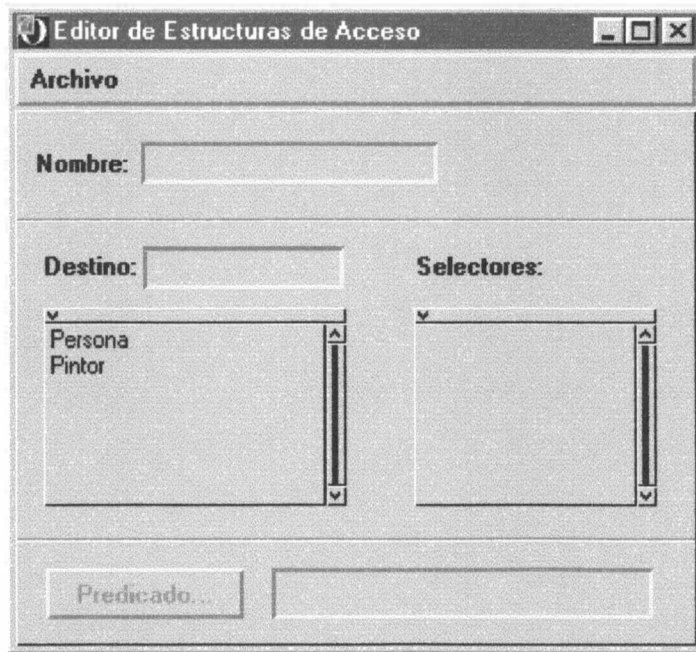 Editor de Estructuras de Acceso
Archivo
Nombre:
Destino:
Selectores:
Persona
Pintor
Predicado...